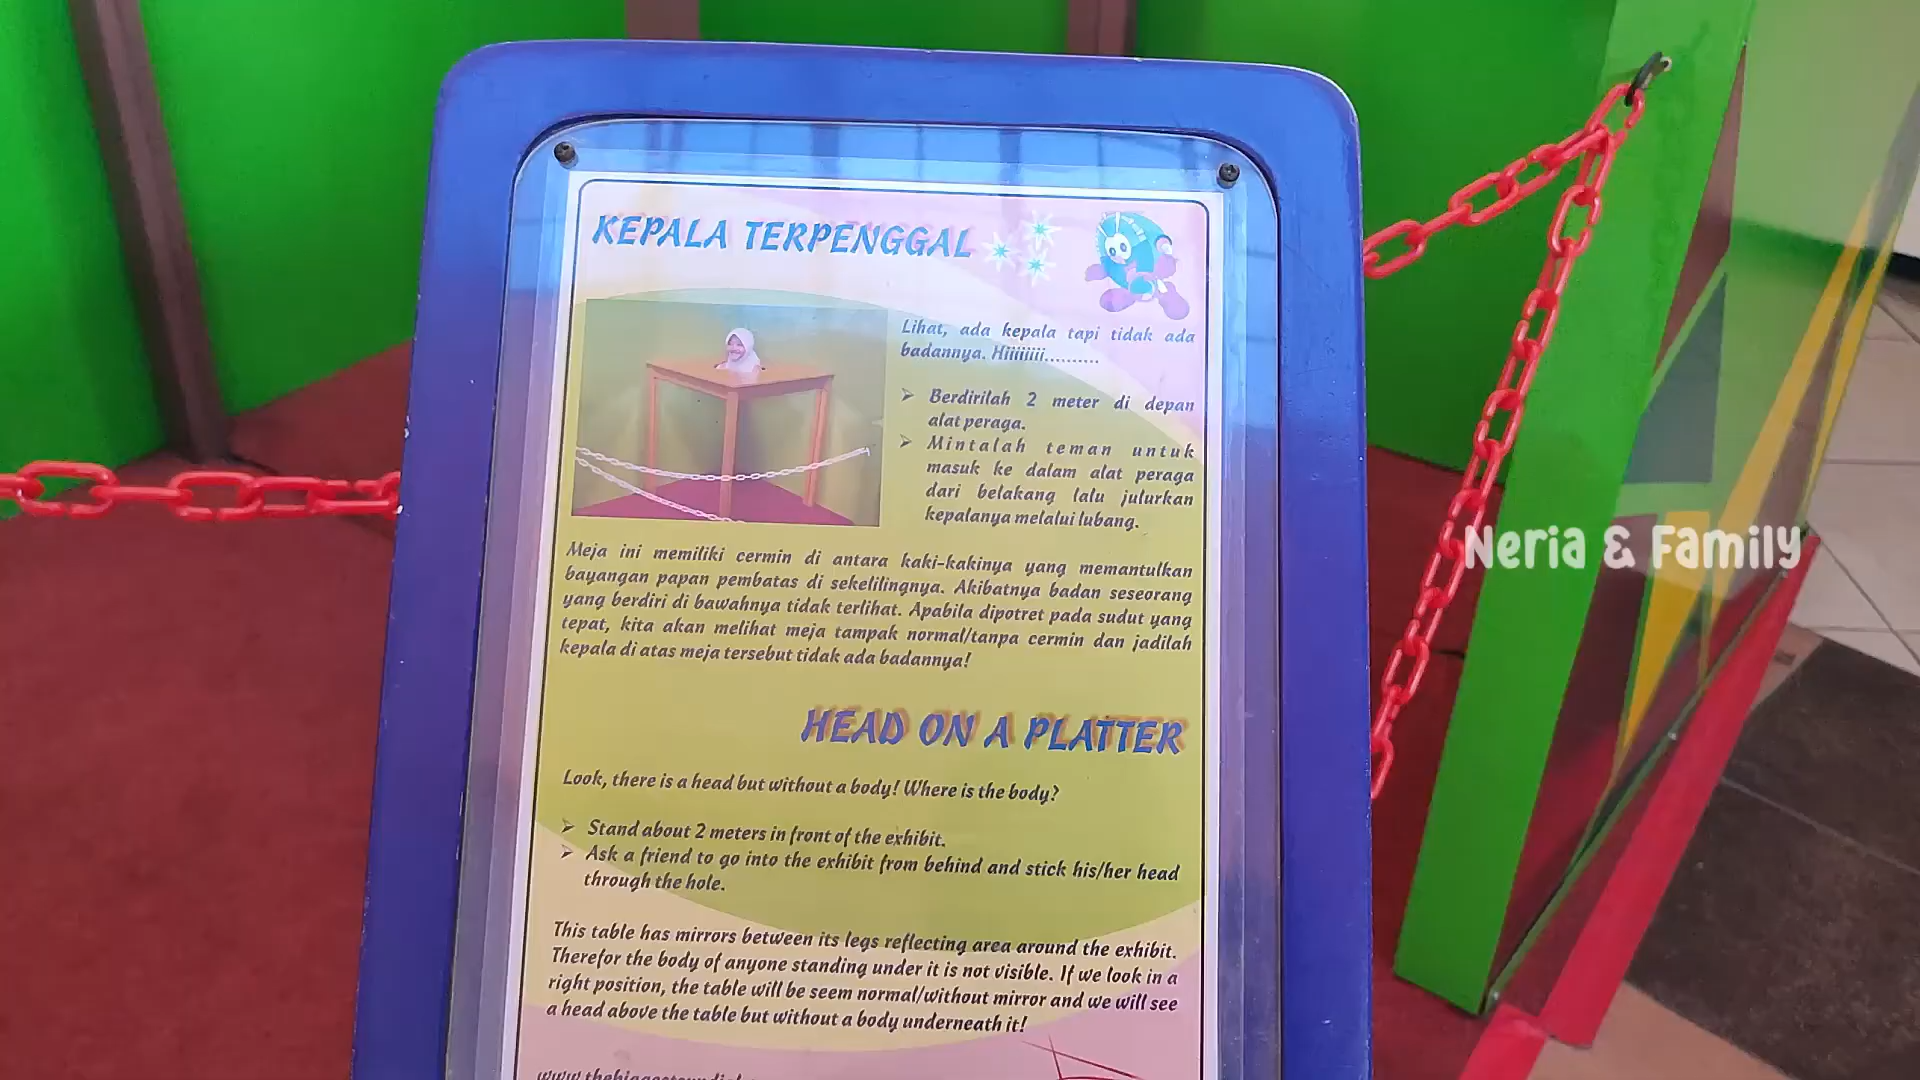 KEPALA TERPENGGAL
Lihat, ada kepala tapi tidak ada
badannya. Hiiiiiiii..........
Berdirilah 2 meter di depan
alat peraga.
Mintalah teman untuk
masuk ke dalam alat peraga
dari belakang lalu julurkan
kepalanya melalui lubang.
Meja ini memiliki cermin di antara kaki-kakinya yang memantulkan
bayangan papan pembatas di sekelilingnya. Akibatnya badan seseorang
yang berdiri di bawahnya tidak terlihat. Apabila dipotret pada sudut yang
tepat, kita akan melihat meja tampak normal/tanpa cermin dan jadilah
kepala di atas meja tersebut tidak ada badannya!
HEAD ON A PLATTER
Look, there is a head but without a body! Where is the body?
Stand about 2 meters in front of the exhibit.
Ask a friend to go into the exhibit from behind and stick his/her head
through the hole.
This table has mirrors between its legs reflecting area around the exhibit.
Therefor the body of anyone standing under it is not visible. If we look in a
right position, the table will be seem normal/without mirror and we will see
a head above the table but without a body underneath it!
Neria & Family